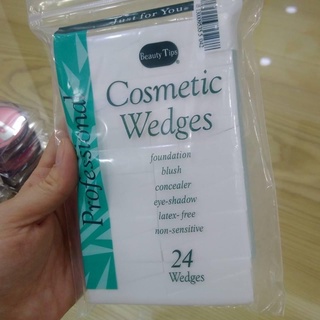 Just for You
Beauty Tips
Professional
Cosmetic
Wedges
foundation
blush
concealer
eye-shadow
latex-free
non-sensitive
24
Wedges